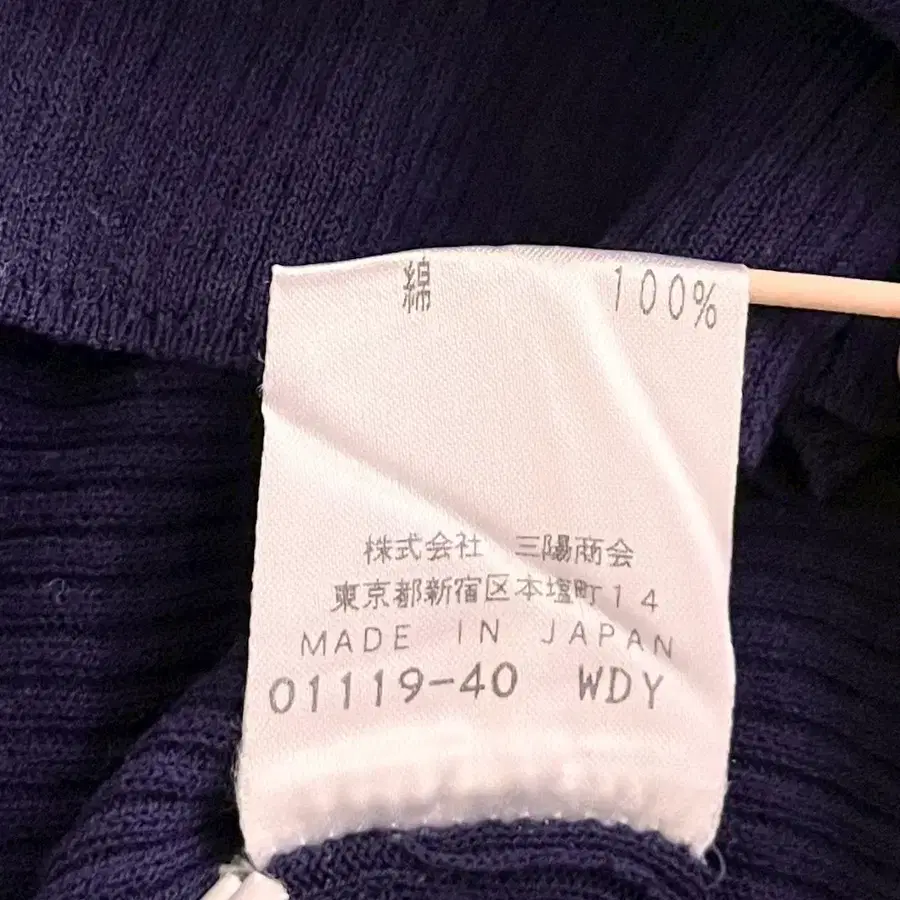 綿 100%
株式会社 三陽商会
東京都新宿区本塩町14
MADE IN JAPAN
01119-40 WDY